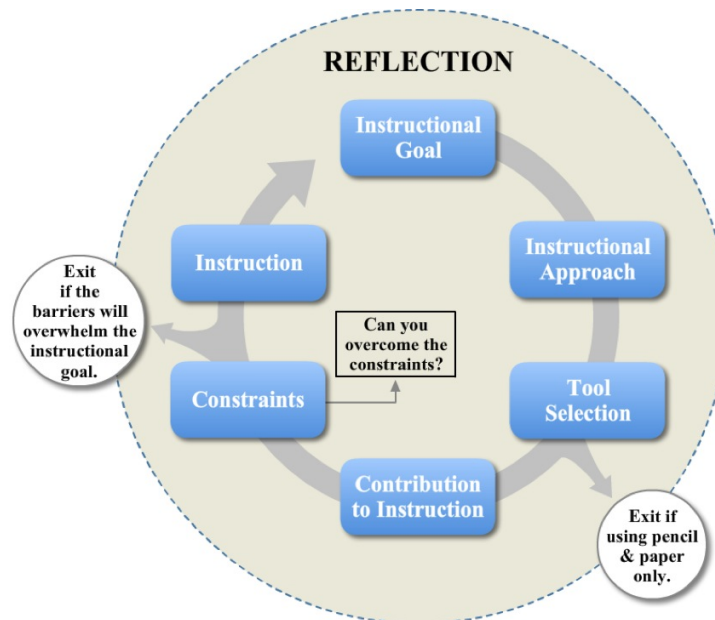 REFLECTION
Instructional
Goal
Instructional
Approach
Tool
Selection
Exit if
using pencil
& paper
only.
Contribution
to Instruction
Constraints
Can you
overcome the
constraints?
Exit
if the
barriers will
overwhelm the
instructional
goal.
Instruction